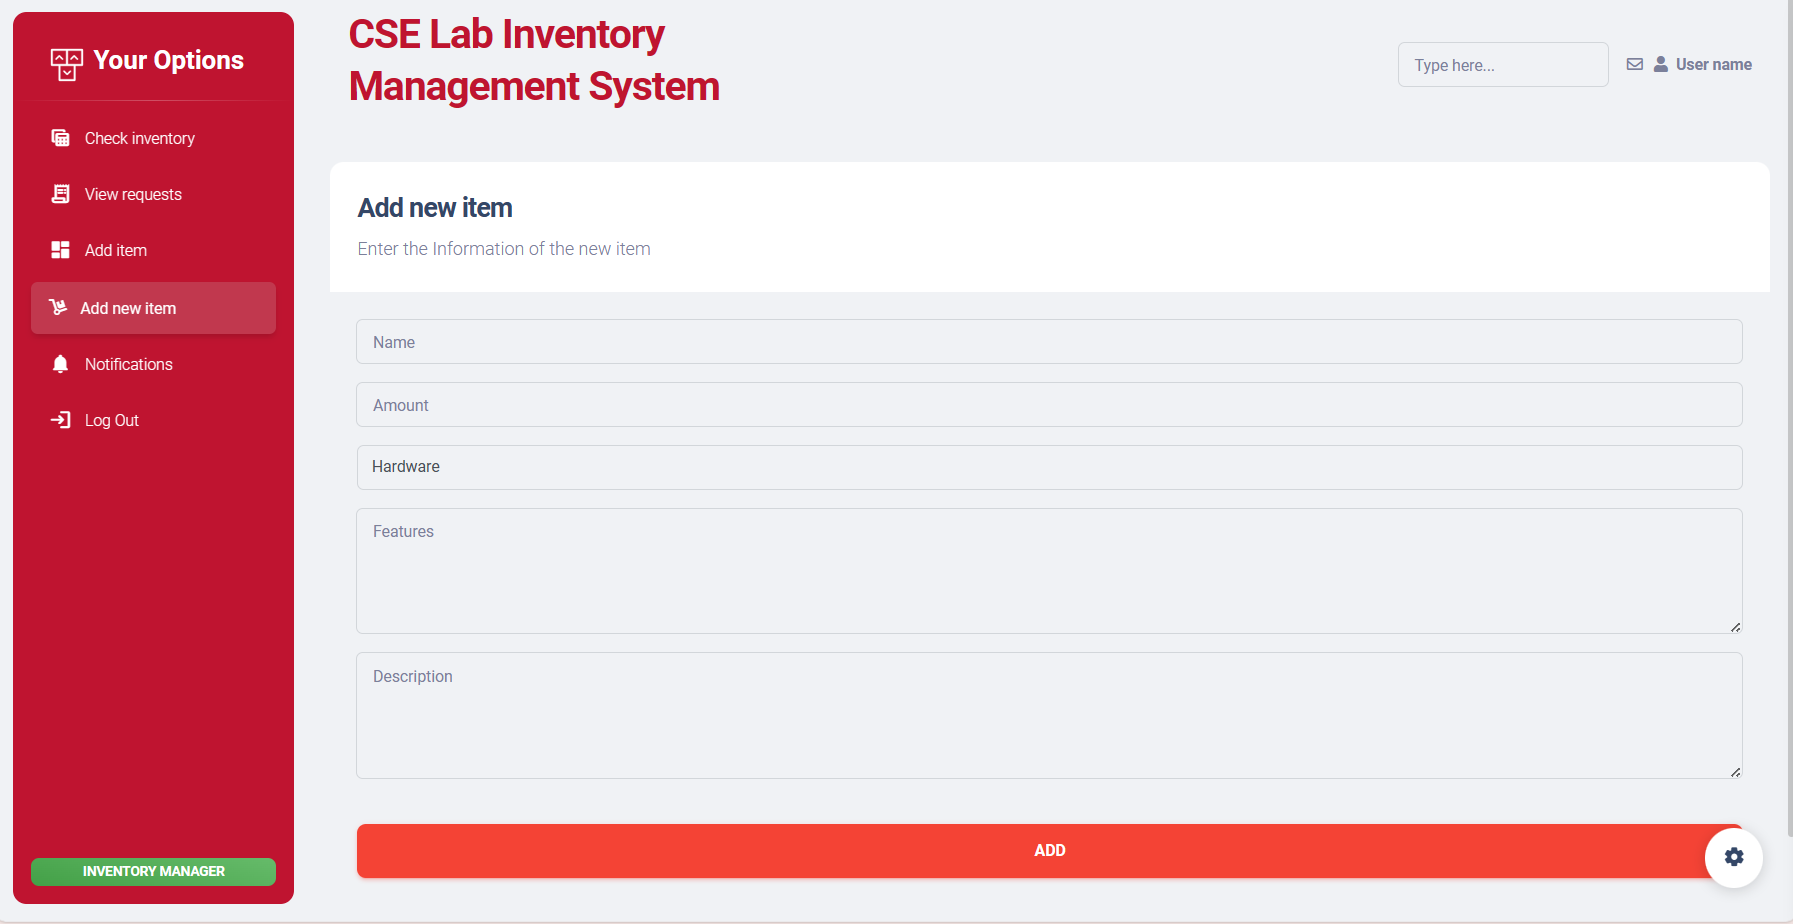 Your Options
Check inventory
View requests
Add item
Add new item
Notifications
Log Out
INVENTORY MANAGER
CSE Lab Inventory
Management System
Type here...
User name
Add new item
Enter the Information of the new item
Name
Amount
Hardware
Features
Description
ADD